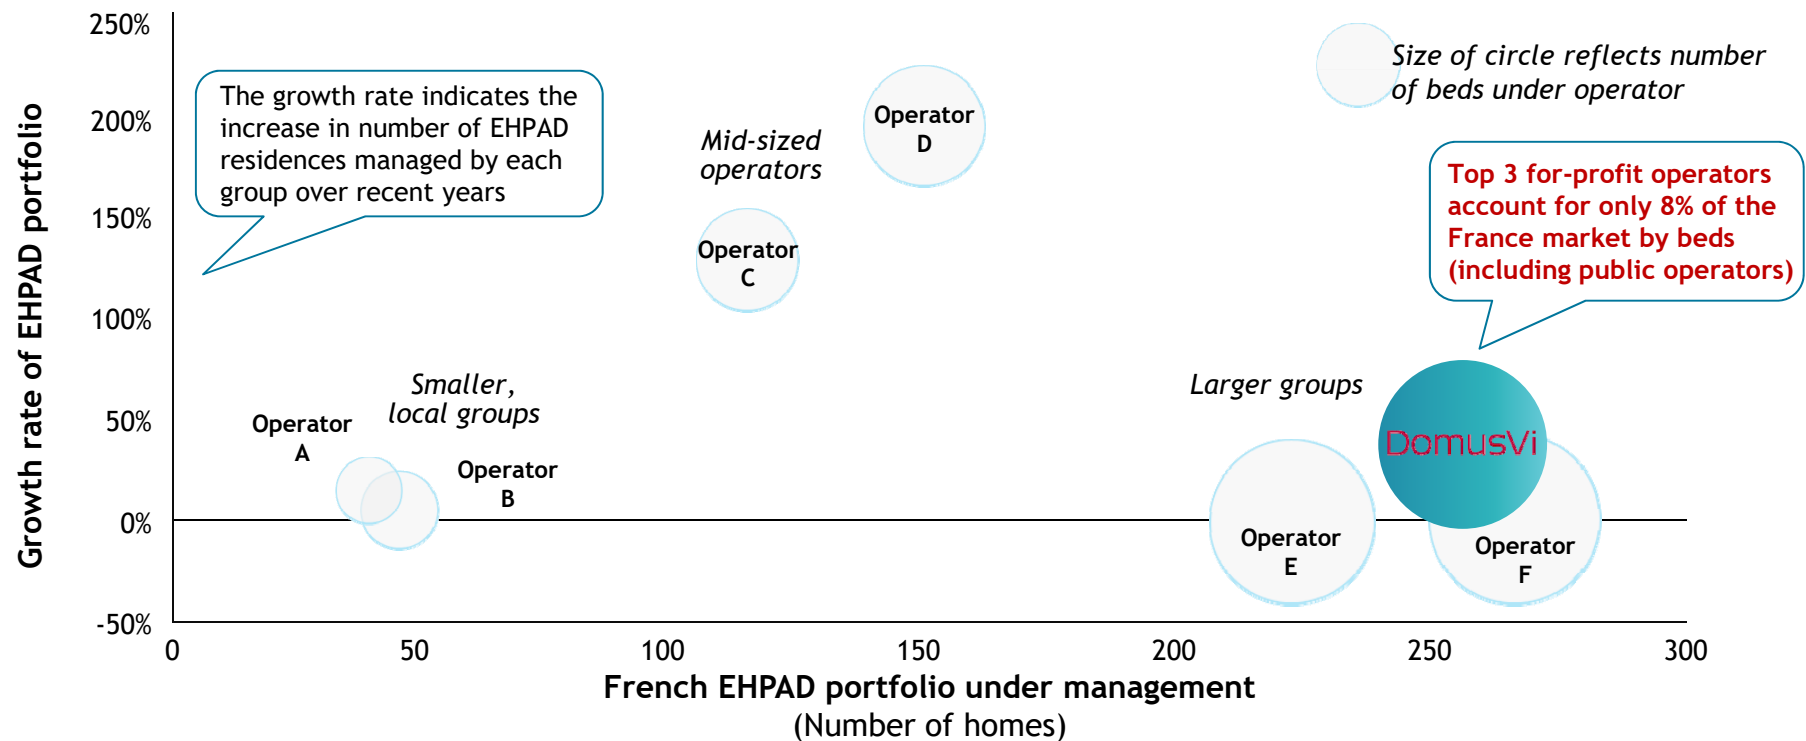 Growth rate of EHPAD portfolio
250%
200%
150%
100%
50%
0%
-50%
The growth rate indicates the
increase in number of EHPAD
residences managed by each
group over recent years
Size of circle reflects number
of beds under operator
Mid-sized
operators
Operator
D
Operator
C
Top 3 for-profit operators
account for only 8% of the
France market by beds
(including public operators)
Smaller,
local groups
Operator
A
Operator
B
Larger groups
DomusVi
Operator
E
Operator
F
0
50
100
150
200
250
300
French EHPAD portfolio under management
(Number of homes)